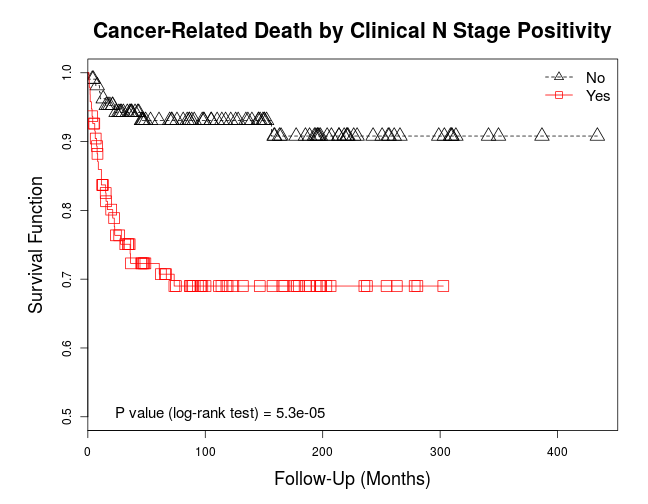 Cancer-Related Death by Clinical N Stage Positivity
No
Yes
1.0
0.9
0.8
0.7
0.6
0.5
Survival Function
P value (log-rank test) = 5.3e-05
0 100 200 300 400
Follow-Up (Months)